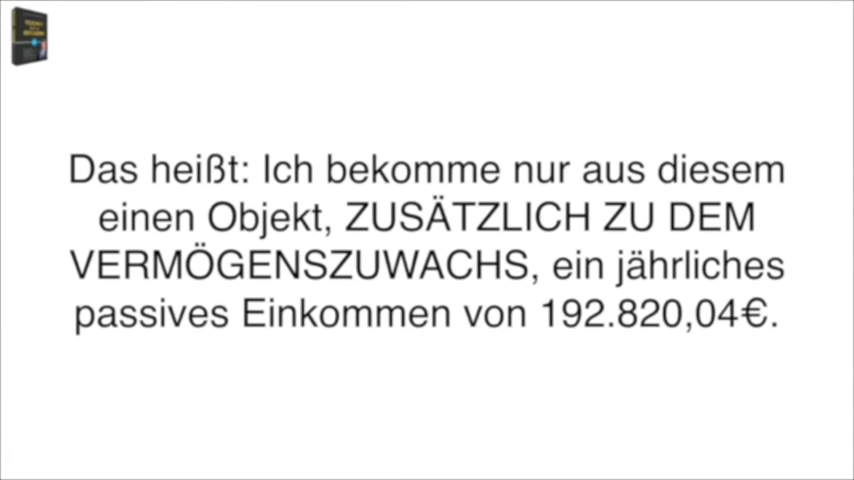 Das heißt: Ich bekomme nur aus diesem
einen Objekt, ZUSÄTZLICH ZU DEM
VERMÖGENSZUWACHS, ein jährliches
passives Einkommen von 192.820,04€.